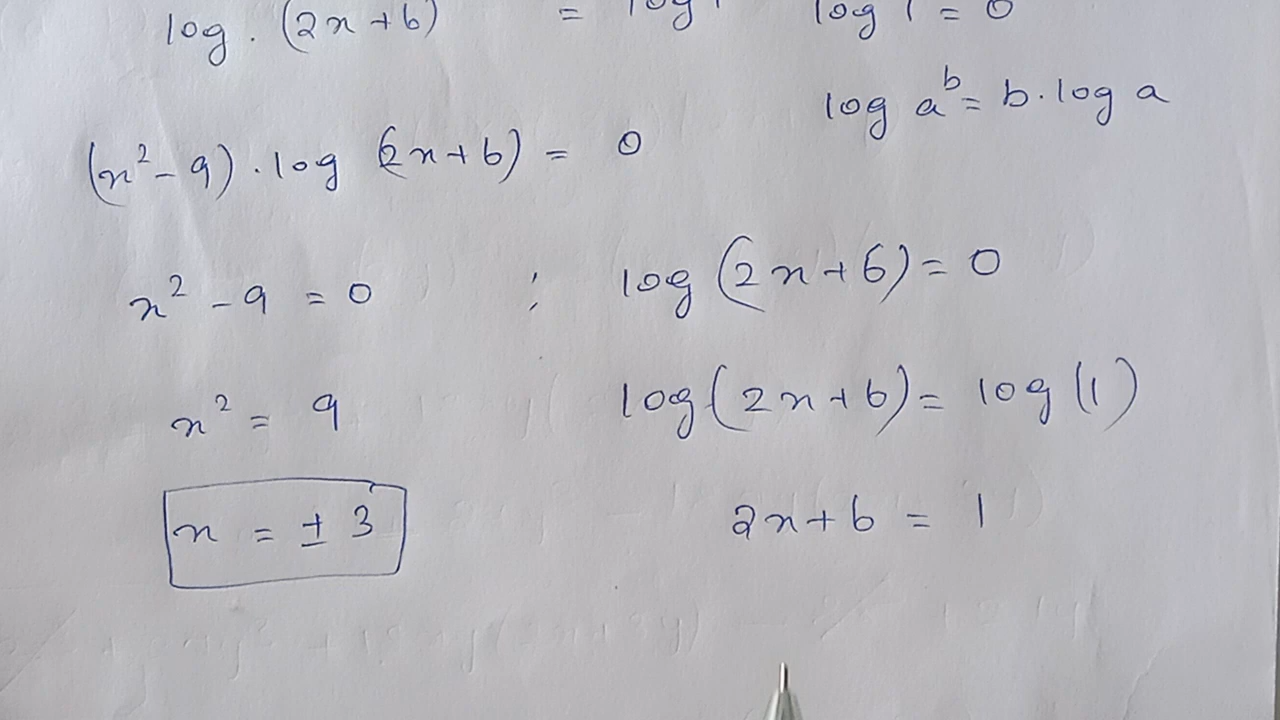 log . (2x+6) = log 1 log 1 = 0
log a^b = b . log a
(x² - 9) . log (2x+6) = 0
x² - 9 = 0 ; log (2x+6) = 0
x² = 9 log (2x+6) = log (1)
x = ± 3 2x+6 = 1